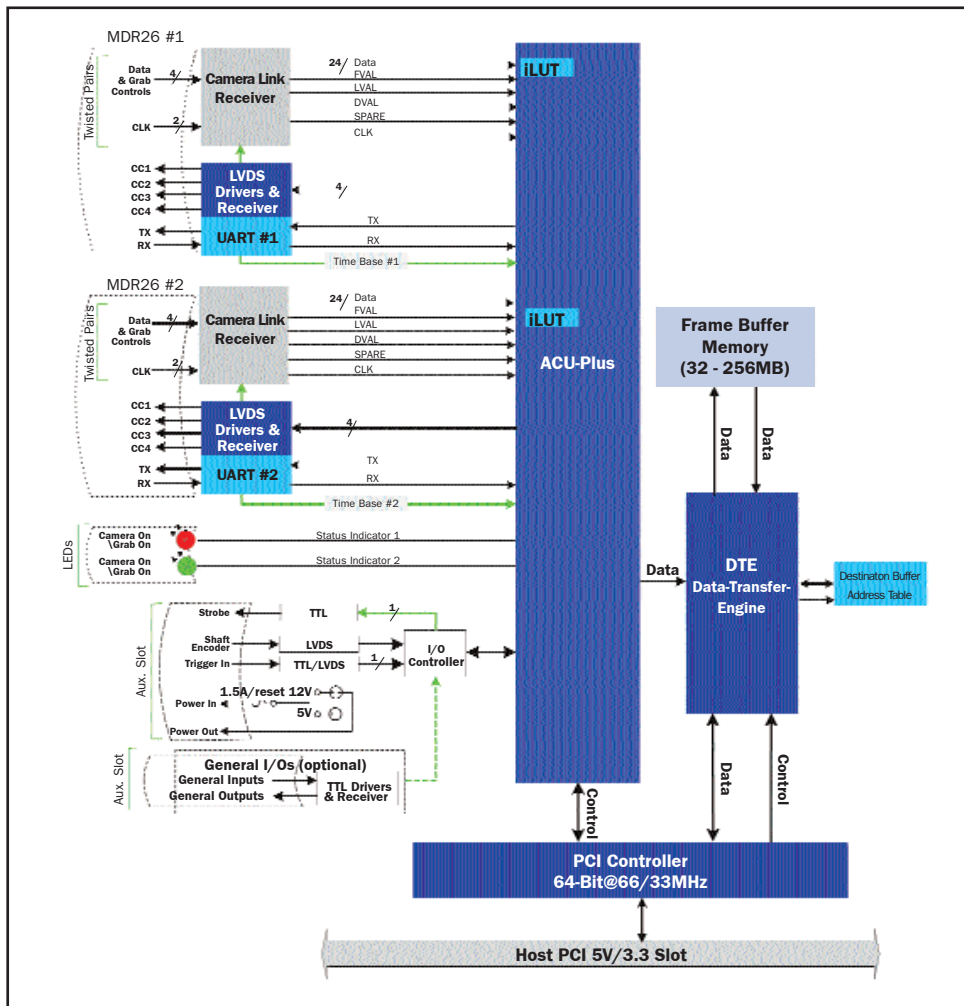 MDR26 #1
Twisted Pairs
Data
& Grab
Controls
4
CLK
2
Camera Link
Receiver
24
Data
FVAL
LVAL
DVAL
SPARE
CLK
iLUT
CC1
CC2
CC3
CC4
TX
RX
LVDS
Drivers &
Receiver
UART #1
4
TX
RX
Time Base #1
MDR26 #2
Twisted Pairs
Data
& Grab
Controls
4
CLK
2
Camera Link
Receiver
24
Data
FVAL
LVAL
DVAL
SPARE
CLK
iLUT
ACU-Plus
CC1
CC2
CC3
CC4
TX
RX
LVDS
Drivers &
Receiver
UART #2
4
TX
RX
Time Base #2
Frame Buffer
Memory
(32 - 256MB)
Data
Data
LEDs
Camera On
\Grab On
Camera On
\Grab On
Status Indicator 1
Status Indicator 2
Data
DTE
Data-Transfer-
Engine
Destinaton Buffer
Address Table
Aux. Slot
Strobe
TTL
1
Shaft
Encoder
LVDS
Trigger In
TTL/LVDS
1
I/O
Controller
1.5A/reset 12V
Power In
5V
Power Out
Aux. Slot
General I/Os (optional)
General Inputs
General Outputs
TTL Drivers
& Receiver
Control
Data
Control
PCI Controller
64-Bit@66/33MHz
Host PCI 5V/3.3 Slot